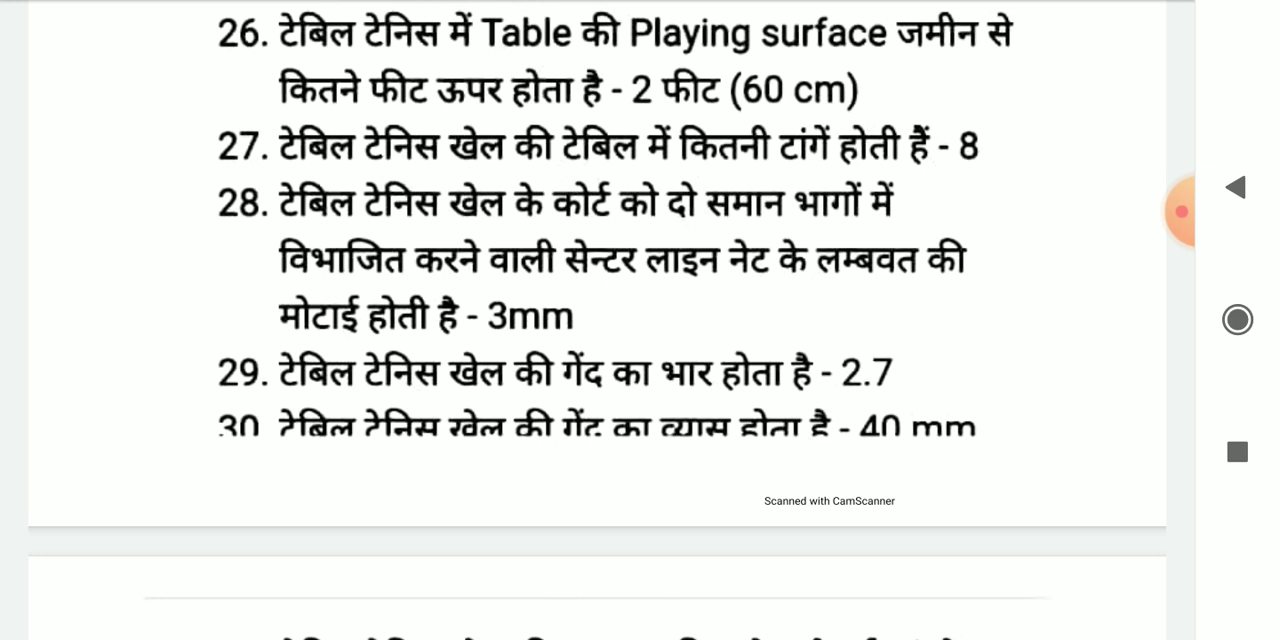 26. टेबिल टेनिस में Table की Playing surface जमीन से
कितने फीट ऊपर होता है - 2 फीट (60 cm)
27. टेबिल टेनिस खेल की टेबिल में कितनी टांगें होती हैं - 8
28. टेबिल टेनिस खेल के कोर्ट को दो समान भागों में
विभाजित करने वाली सेन्टर लाइन नेट के लम्बवत की
मोटाई होती है - 3mm
29. टेबिल टेनिस खेल की गेंद का भार होता है - 2.7
30 टेबिल टेनिस खेल की गेंद का व्यास होता है - 40 mm
Scanned with CamScanner